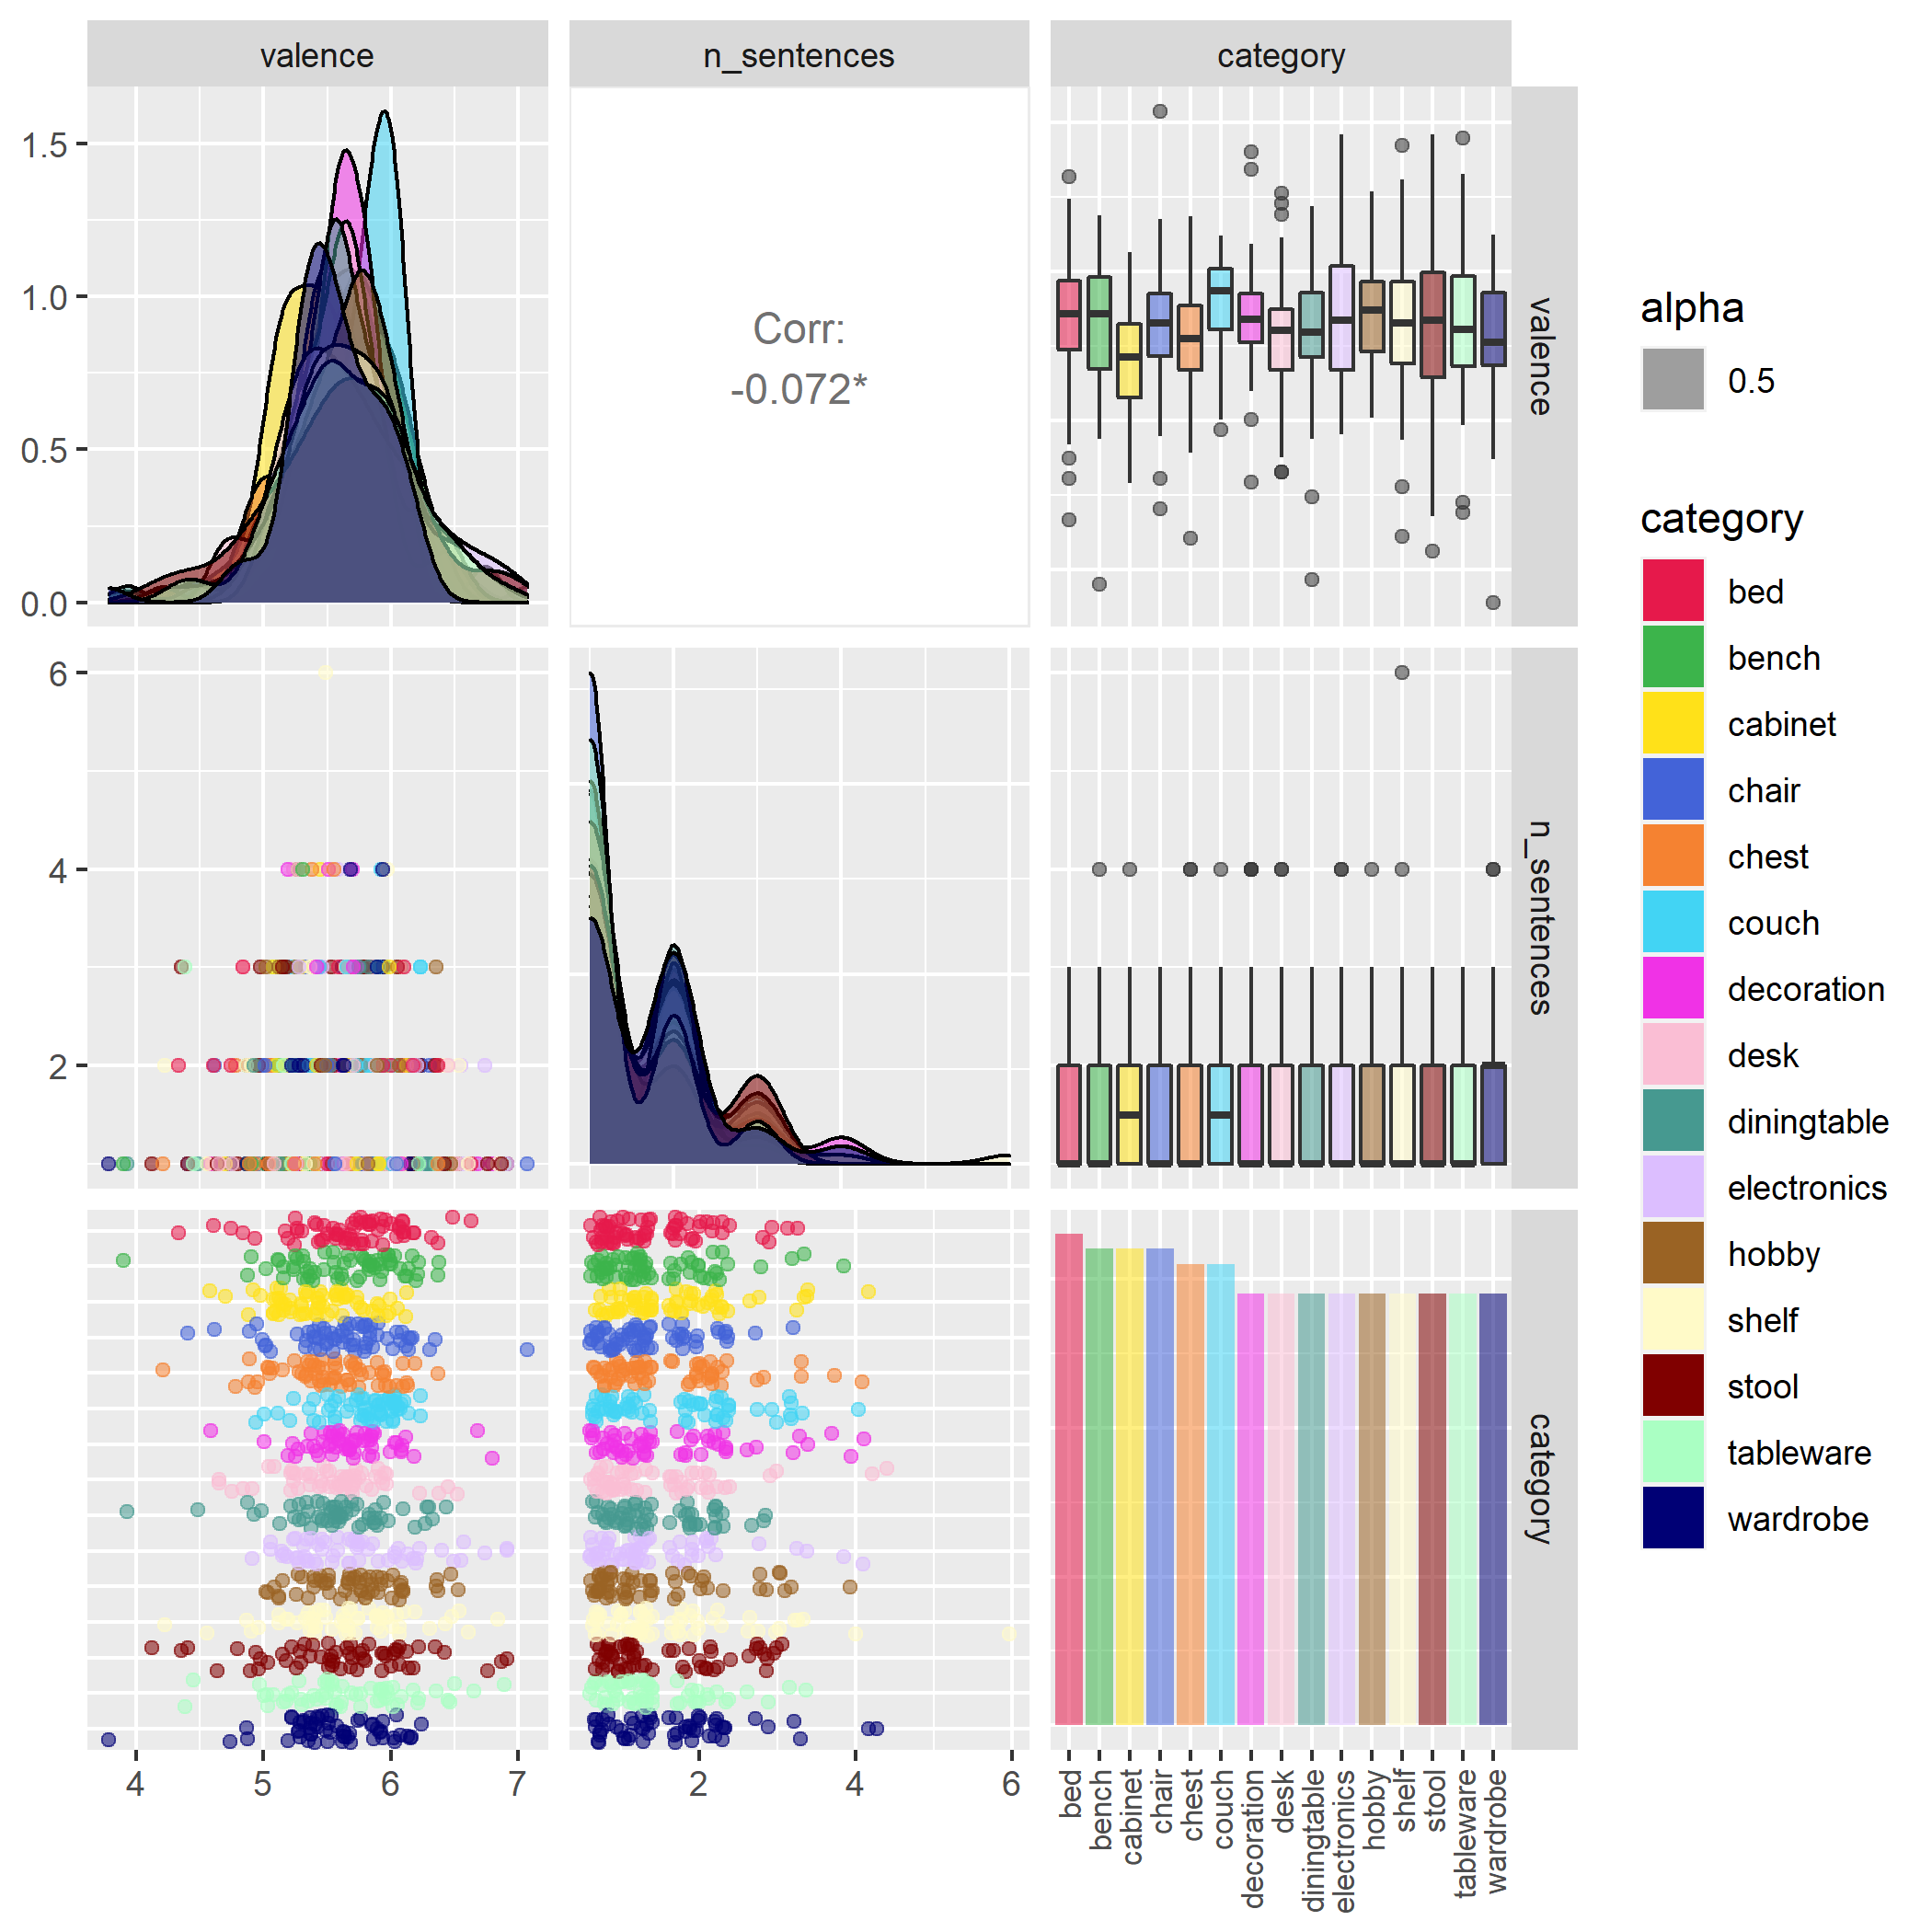 valence
n_sentences
category
1.5
1.0
0.5
0.0
Corr:
-0.072*
valence
6
4
2
n_sentences
category
4
5
6
7
2
4
6
bed
bench
cabinet
chair
chest
couch
decoration
desk
diningtable
electronics
hobby
shelf
stool
tableware
wardrobe
alpha
0.5
category
bed
bench
cabinet
chair
chest
couch
decoration
desk
diningtable
electronics
hobby
shelf
stool
tableware
wardrobe